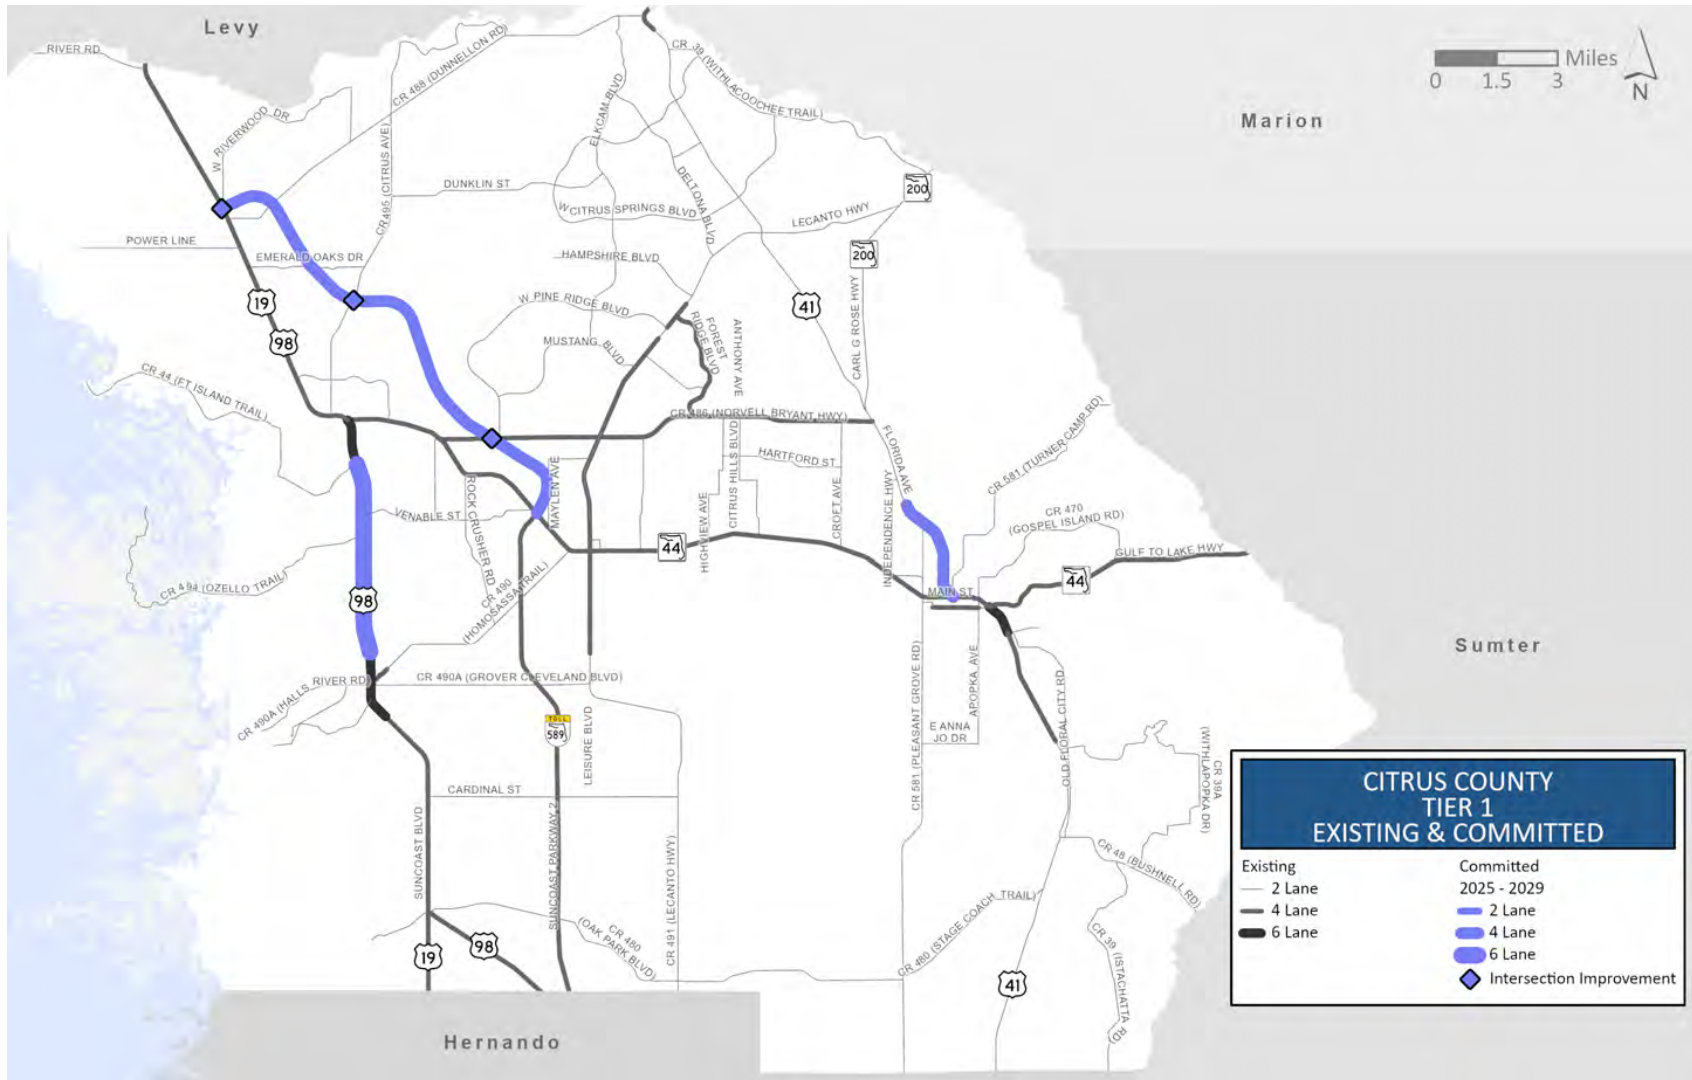 Levy
RIVER RD
CR 488 (DUNNELLON RD)
CR 39 (WITHLACOOCHEE TRAIL)
Miles
0 1.5 3
N
Marion
W RIVERWOOD DR
CR 495 (CITRUS AVE)
ELKCAM BLVD
DELTONA BLVD
DUNKLIN ST
200
W CITRUS SPRINGS BLVD
LECANTO HWY
POWER LINE
EMERALD OAKS DR
HAMPSHIRE BLVD
200
19
W PINE RIDGE BLVD
41
98
MUSTANG BLVD
FOREST
RIDGE BLVD
ANTHONY AVE
CARL G ROSE HWY
CR 44 (FT ISLAND TRAIL)
CR 486 (NORVELL BRYANT HWY)
CITRUS HILLS BLVD
HARTFORD ST
FLORIDA AVE
CR 581 (TURNER CAMP RD)
MAYLEN AVE
ROCK CRUSHER RD
VENABLE ST
HIGHVIEW AVE
CROFT AVE
INDEPENDENCE HWY
CR 470
(GOSPEL ISLAND RD)
44
GULF TO LAKE HWY
44
CR 494 (OZELLO TRAIL)
98
CR 490
(HOMOSASSA TRAIL)
MAIN ST
Sumter
CR 490A (HALLS RIVER RD)
CR 490A (GROVER CLEVELAND BLVD)
CR 581 (PLEASANT GROVE RD)
APOPKA AVE
OLD FLORAL CITY RD
TOLL
589
LEISURE BLVD
E ANNA
JO DR
CR 39A
(WITHLAPOPKA DR)
CARDINAL ST
SUNCOAST BLVD
SUNCOAST PARKWAY 2
CR 491 (LECANTO HWY)
CR 48 (BUSHNELL RD)
CR 480 (STAGE COACH TRAIL)
CR 480
(OAK PARK BLVD)
CR 39 (ISTACHATTA RD)
19
98
41
Hernando
CITRUS COUNTY
TIER 1
EXISTING & COMMITTED
Existing
2 Lane
4 Lane
6 Lane
Committed
2025 - 2029
2 Lane
4 Lane
6 Lane
Intersection Improvement